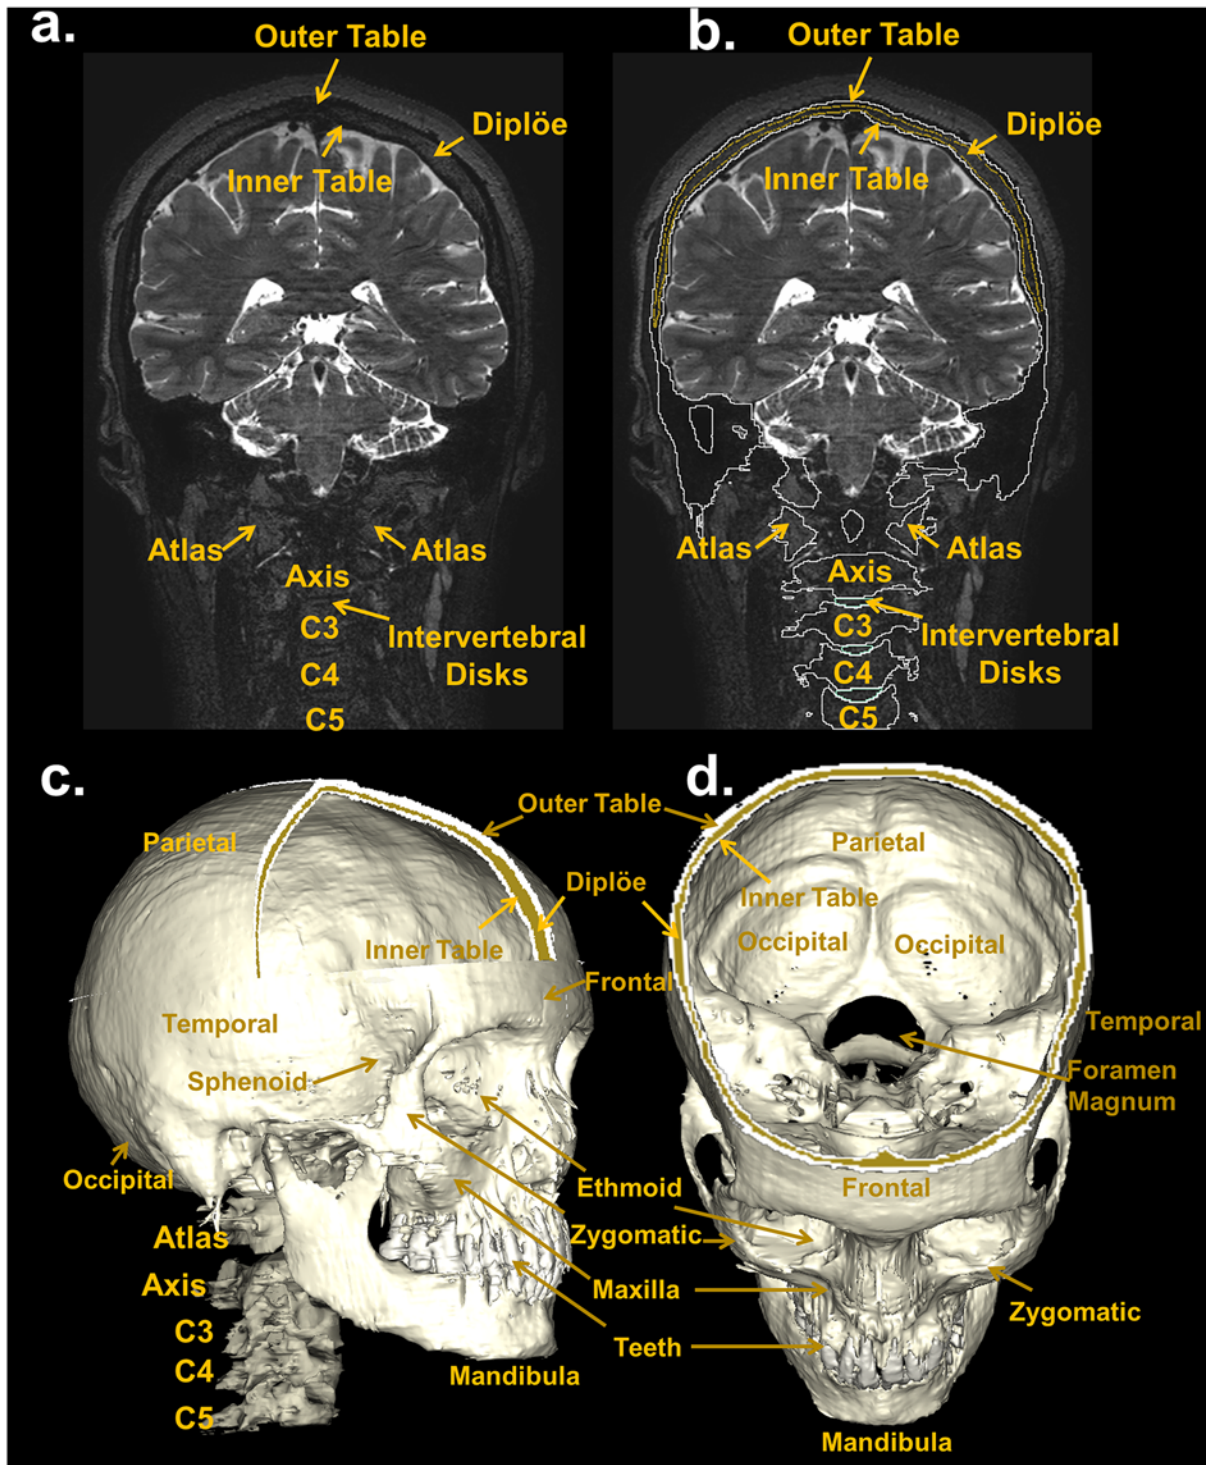 a.
Outer Table
Diplöe
Inner Table
Atlas
Atlas
Axis
C3
Intervertebral
Disks
C4
C5
b.
Outer Table
Diplöe
Inner Table
Atlas
Atlas
Axis
C3
Intervertebral
Disks
C4
C5
c.
Parietal
Outer Table
Diplöe
Inner Table
Frontal
Temporal
Sphenoid
Occipital
Ethmoid
Atlas
Zygomatic
Axis
Maxilla
C3
Teeth
C4
Mandibula
C5
d.
Parietal
Inner Table
Occipital
Occipital
Temporal
Foramen
Magnum
Frontal
Zygomatic
Mandibula